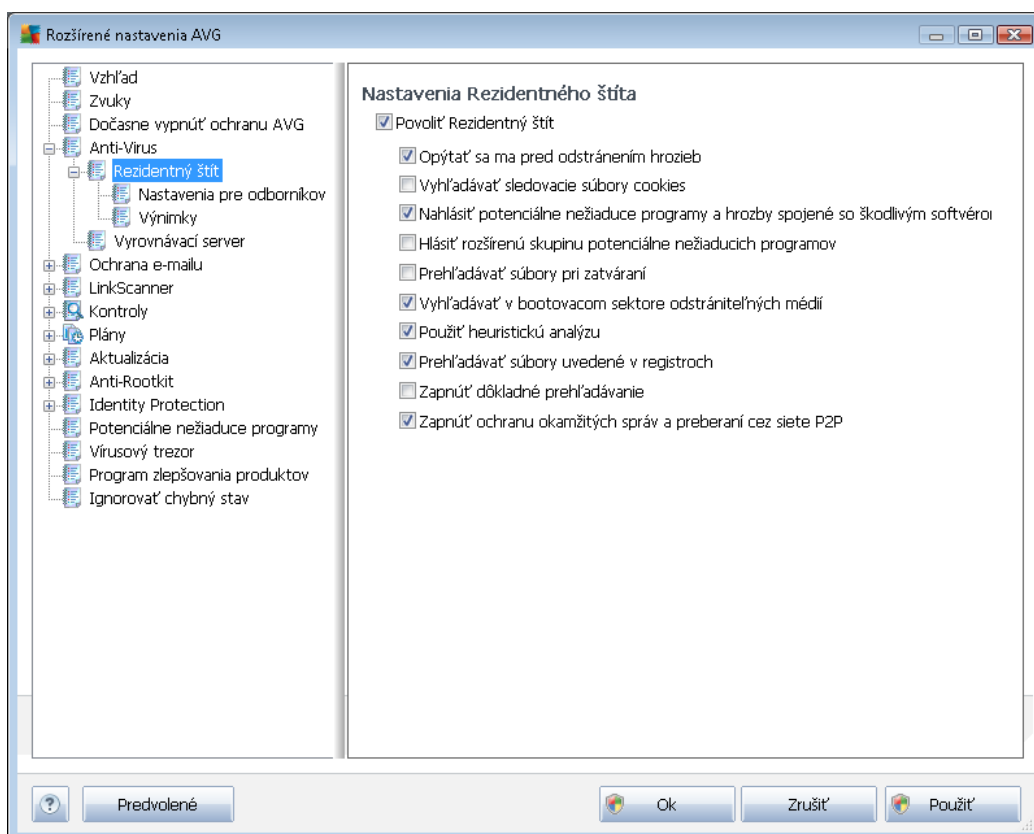 Rozšírené nastavenia AVG
Vzhľad
Zvuky
Dočasne vypnúť ochranu AVG
Anti-Virus
Rezidentný štít
Nastavenia pre odborníkov
Výnimky
Vyrovnávací server
Ochrana e-mailu
LinkScanner
Kontroly
Plány
Aktualizácia
Anti-Rootkit
Identity Protection
Potenciálne nežiaduce programy
Vírusový trezor
Program zlepšovania produktov
Ignorovať chybný stav
Nastavenia Rezidentného štíta
Povoliť Rezidentný štít
Opýtať sa ma pred odstránením hrozieb
Vyhľadávať sledovacie súbory cookies
Nahlásiť potenciálne nežiaduce programy a hrozby spojené so škodlivým
Hlásiť rozšírenú skupinu potenciálne nežiaducich programov
Prehľadávať súbory pri zatváraní
Vyhľadávať v bootovacom sektore odstrániteľných médií
Použiť heuristickú analýzu
Prehľadávať súbory uvedené v registroch
Zapnúť dôkladné prehľadávanie
Zapnúť ochranu okamžitých správ a preberaní cez siete P2P
?
Predvolené
Ok
Zrušiť
Použiť